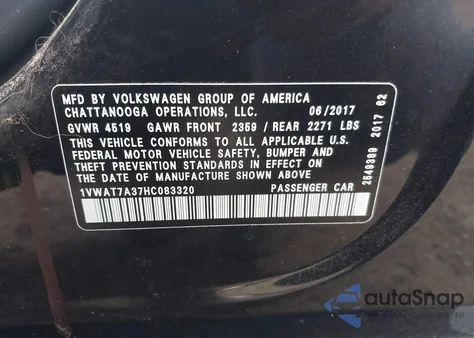 MFD BY VOLKSWAGEN GROUP OF AMERICA
CHATTANOOGA OPERATIONS, LLC. 06/2017
GVWR 4519 GAWR FRONT 2359 / REAR 2271 LBS
THIS VEHICLE CONFORMS TO ALL APPLICABLE U.S.
FEDERAL MOTOR VEHICLE SAFETY, BUMPER AND
THEFT PREVENTION STANDARDS IN EFFECT ON
THE DATE OF MANUFACTURE SHOWN ABOVE
1VWAT7A37HC083320 PASSENGER CAR
2549389 2017 62
autoSnap